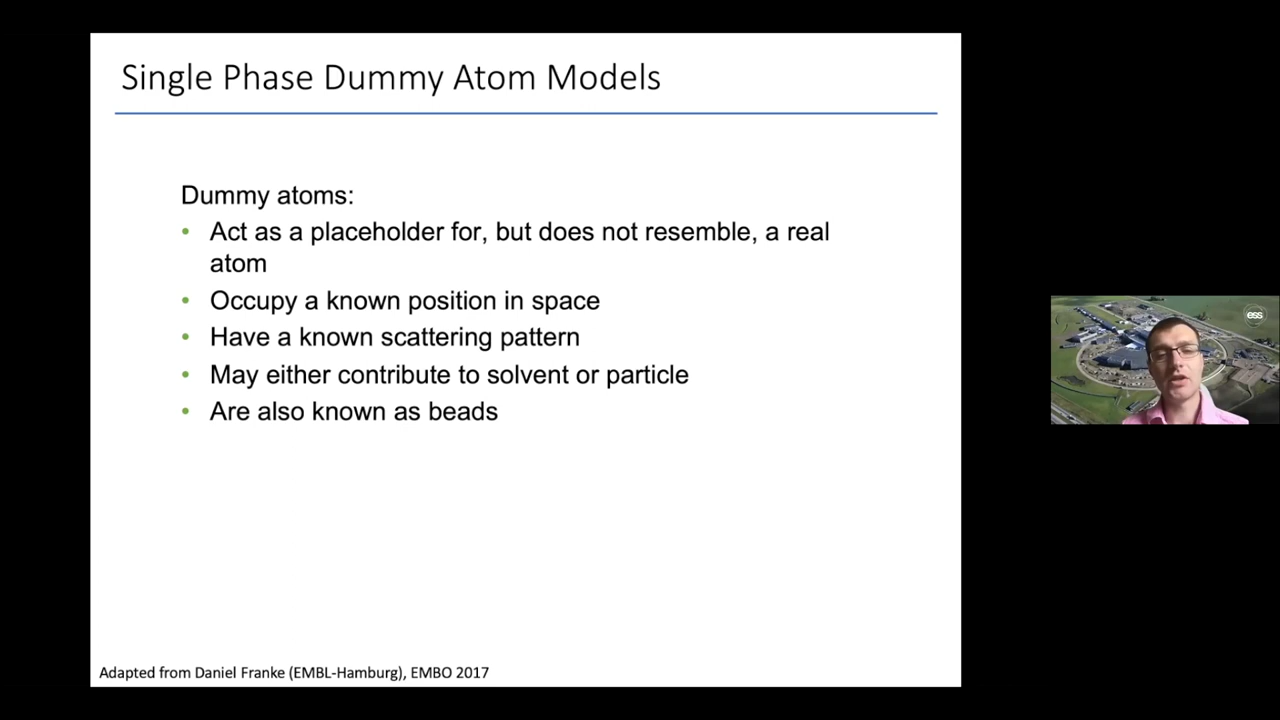 Single Phase Dummy Atom Models
Dummy atoms:
• Act as a placeholder for, but does not resemble, a real
atom
• Occupy a known position in space
• Have a known scattering pattern
• May either contribute to solvent or particle
• Are also known as beads
Adapted from Daniel Franke (EMBL-Hamburg), EMBO 2017
ess